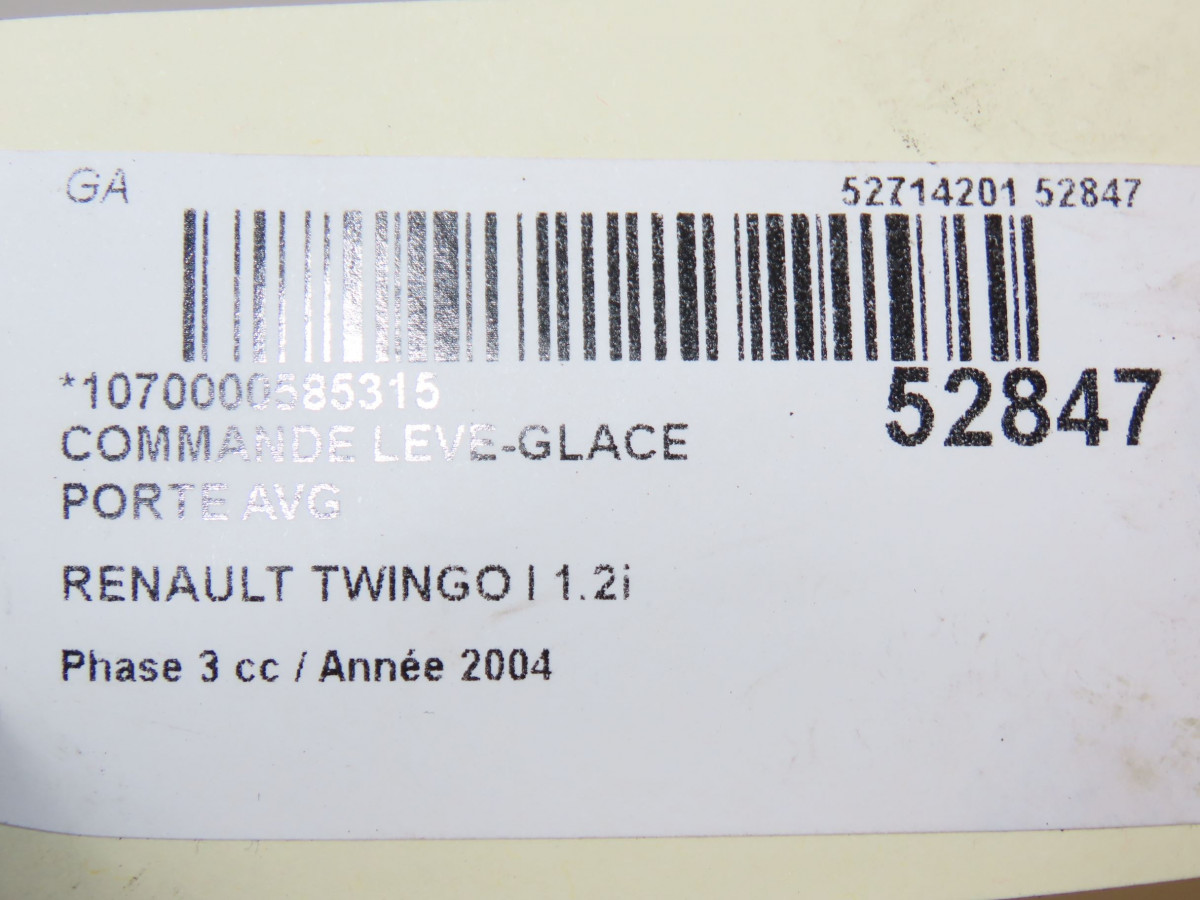 GA
52714201 52847
*1070000585315
52847
COMMANDE LEVE-GLACE
PORTE AVG
RENAULT TWINGO I 1.2i
Phase 3 cc / Année 2004